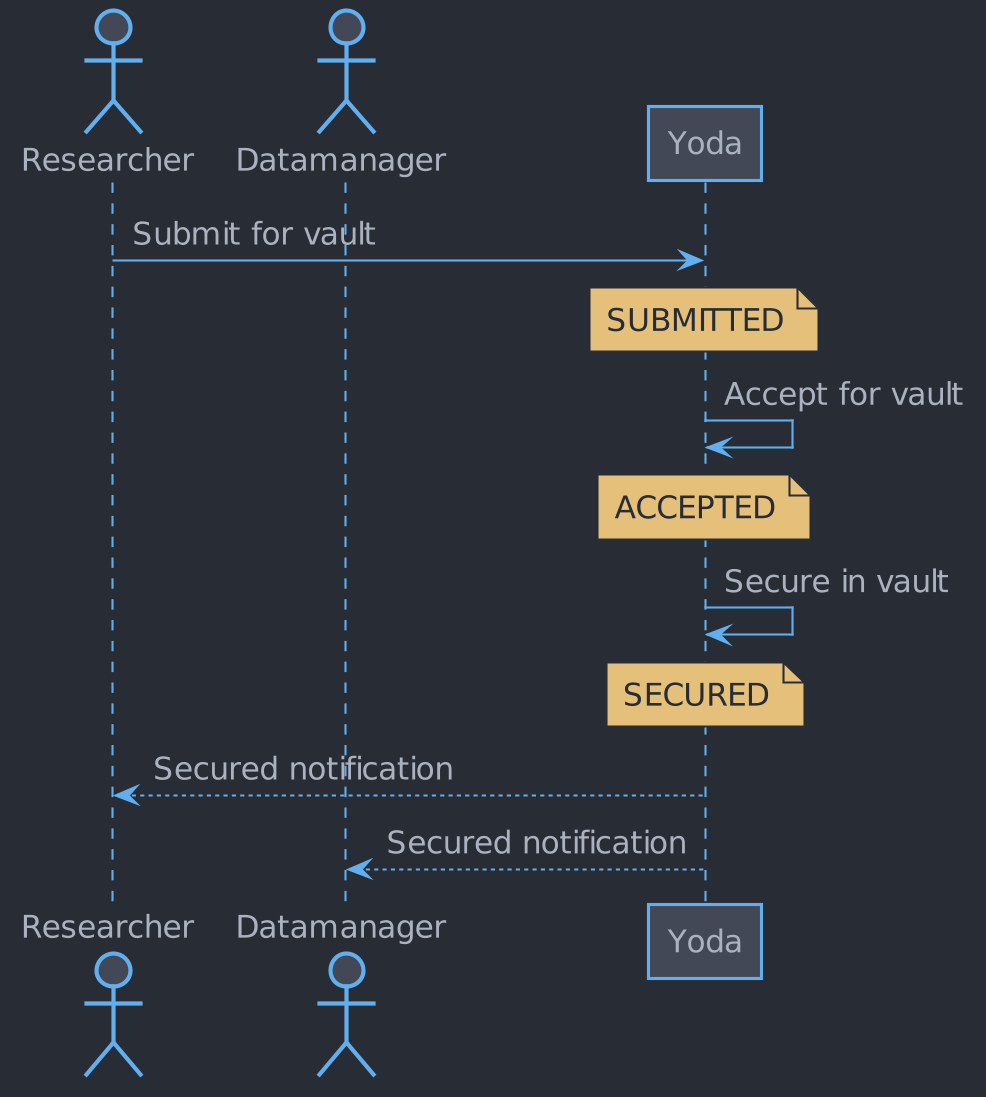 Researcher
Datamanager
Yoda
Submit for vault
SUBMITTED
Accept for vault
ACCEPTED
Secure in vault
SECURED
Secured notification
Secured notification
Researcher
Datamanager
Yoda